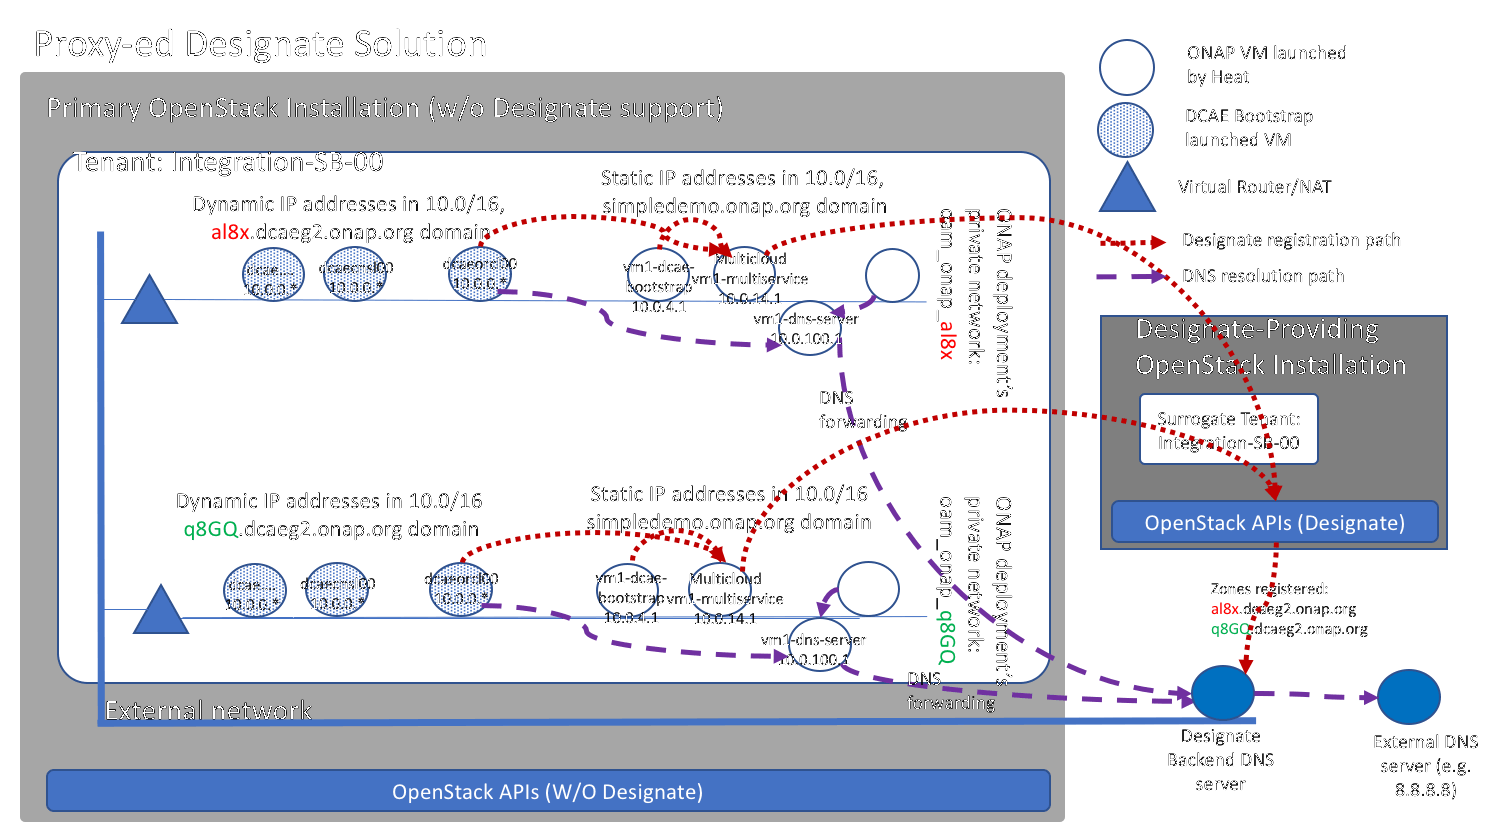 Proxy-ed Designate Solution
Primary OpenStack Installation (w/o Designate support)
Tenant: Integration-SB-00
Dynamic IP addresses in 10.0/16,
al8x.dcaeg2.onap.org domain
Static IP addresses in 10.0/16,
simpledemo.onap.org domain
dcae....
10.0.0.*
dcaecnsl00
10.0.0.*
dcaeorcl00
10.0.0.*
vm1-dcae-
bootstrap
10.0.4.1
Multicloud
vm1-multiservice
10.0.14.1
vm1-dns-server
10.0.100.1
ONAP deployment's
private network:
oam_onap_al8x
DNS
forwarding
Dynamic IP addresses in 10.0/16
q8GQ.dcaeg2.onap.org domain
Static IP addresses in 10.0/16
simpledemo.onap.org domain
dcae....
10.0.0.*
dcaecnsl00
10.0.0.*
dcaeorcl00
10.0.0.*
vm1-dcae-
bootstrap
10.0.4.1
Multicloud
vm1-multiservice
10.0.14.1
vm1-dns-server
10.0.100.1
ONAP deployment's
private network:
oam_onap_q8GQ
DNS
forwarding
External network
OpenStack APIs (W/O Designate)
ONAP VM launched
by Heat
DCAE Bootstrap
launched VM
Virtual Router/NAT
Designate registration path
DNS resolution path
Designate-Providing
OpenStack Installation
Surrogate Tenant:
Integration-SB-00
OpenStack APIs (Designate)
Zones registered:
al8x.dcaeg2.onap.org
q8GQ.dcaeg2.onap.org
Designate
Backend DNS
server
External DNS
server (e.g.
8.8.8.8)